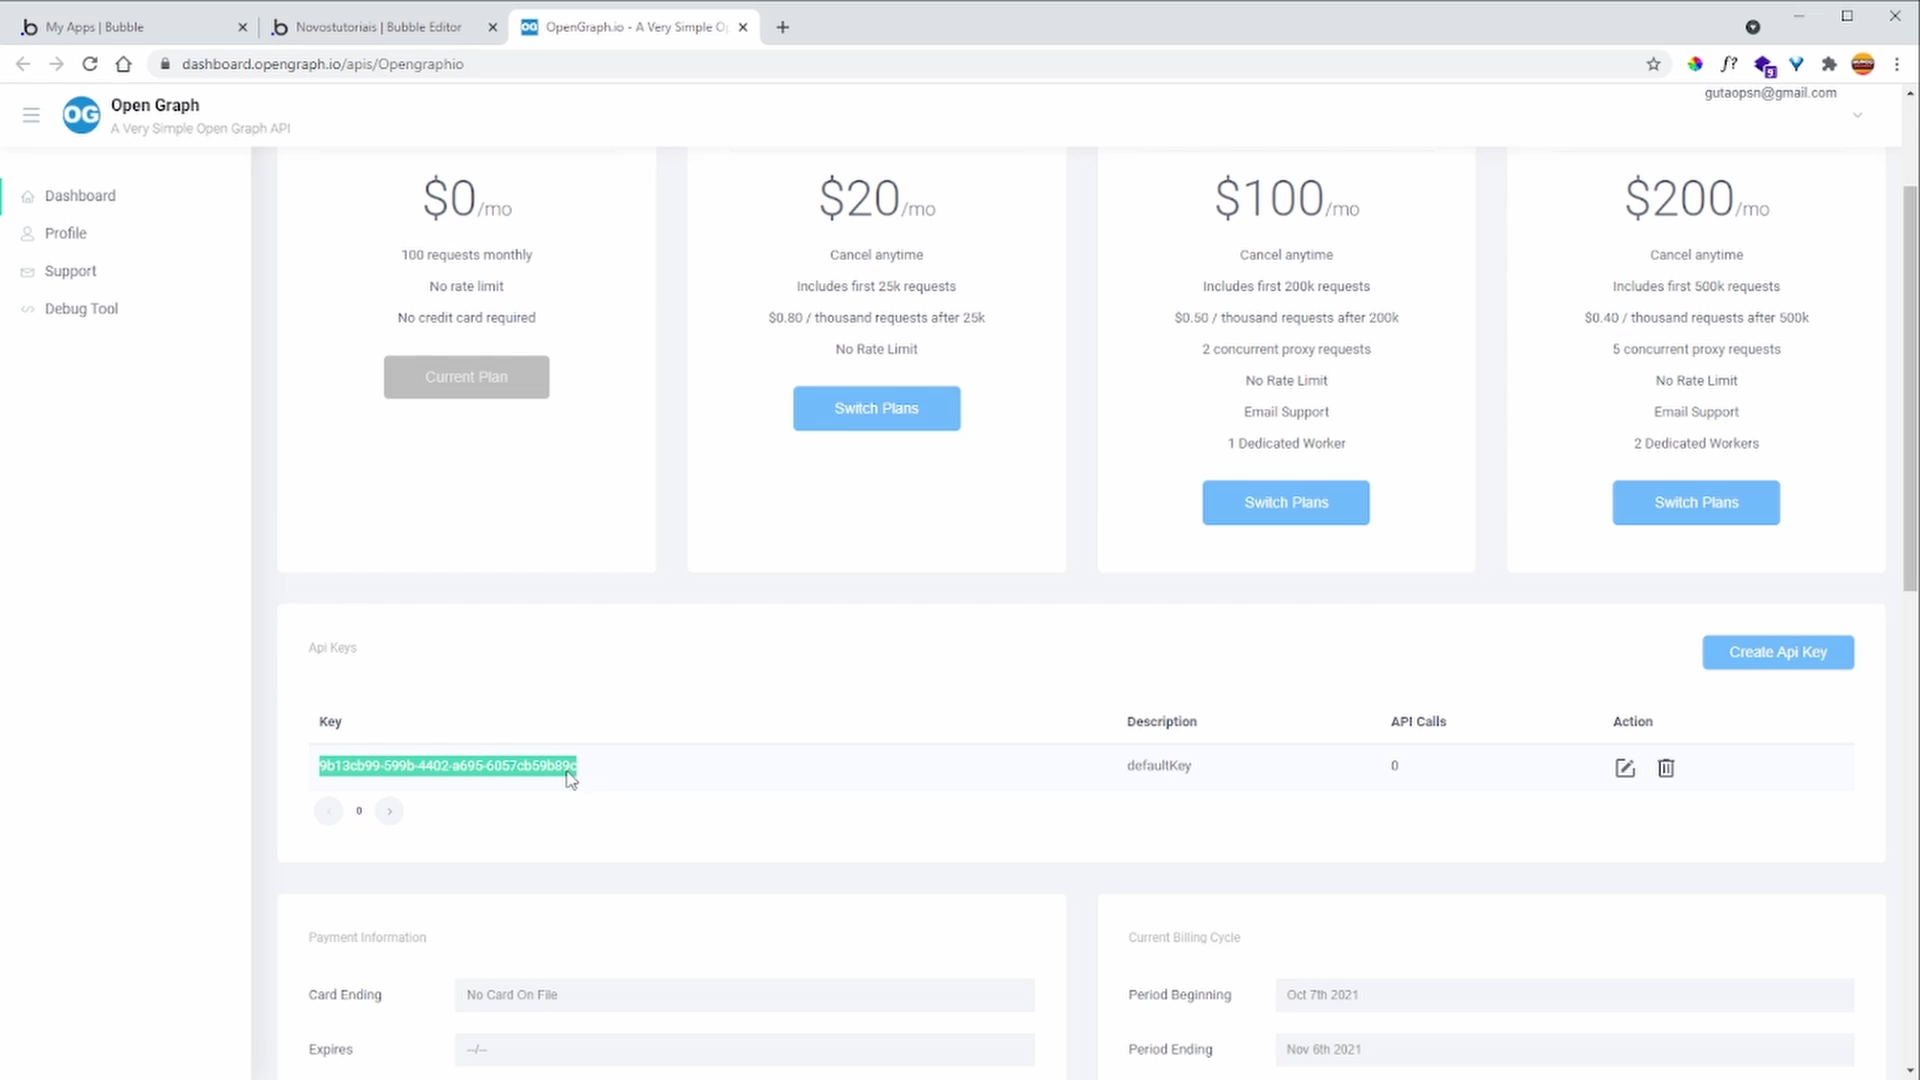 My Apps | Bubble
Novostutoriais | Bubble Editor
OpenGraph.io - A Very Simple O
dashboard.opengraph.io/apis/Opengraphio
Open Graph
A Very Simple Open Graph API
gutaopsn@gmail.com
Dashboard
Profile
Support
Debug Tool
$0/mo
100 requests monthly
No rate limit
No credit card required
Current Plan
$20/mo
Cancel anytime
Includes first 25k requests
$0.80 / thousand requests after 25k
No Rate Limit
Switch Plans
$100/mo
Cancel anytime
Includes first 200k requests
$0.50 / thousand requests after 200k
2 concurrent proxy requests
No Rate Limit
Email Support
1 Dedicated Worker
Switch Plans
$200/mo
Cancel anytime
Includes first 500k requests
$0.40 / thousand requests after 500k
5 concurrent proxy requests
No Rate Limit
Email Support
2 Dedicated Workers
Switch Plans
Api Keys
Create Api Key
Key Description API Calls Action
9b13cb99-599b-4402-a695-6057cb59b89c defaultKey 0
0
Payment Information
Card Ending No Card On File
Expires --/--
Current Billing Cycle
Period Beginning Oct 7th 2021
Period Ending Nov 6th 2021